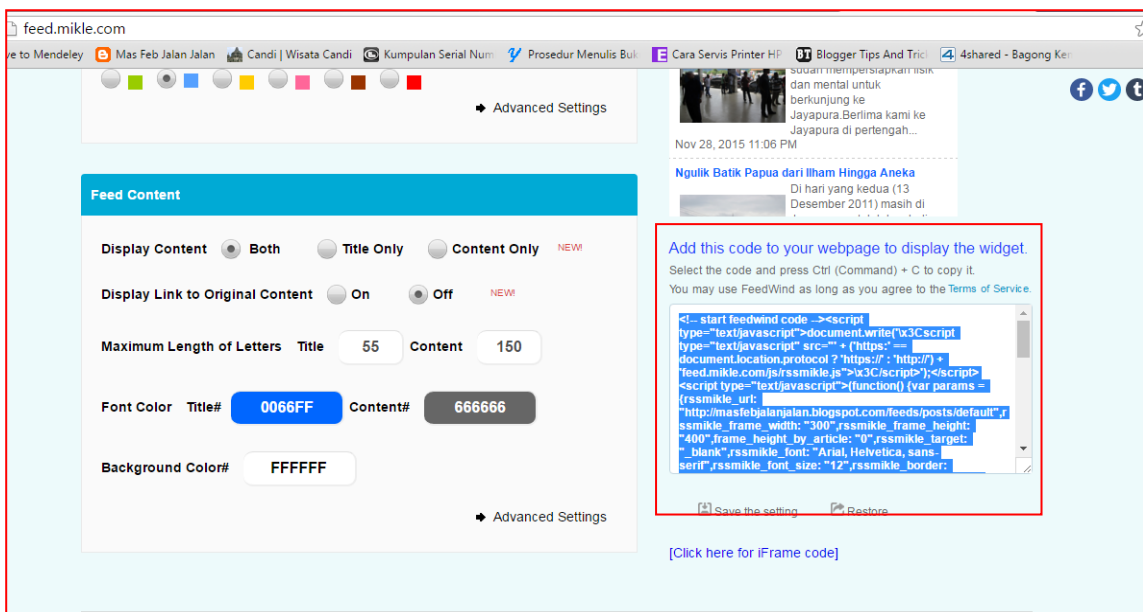 feed.mikle.com
ve to Mendeley Mas Feb Jalan Jalan Candi | Wisata Candi Kumpulan Serial Num Prosedur Menulis Buk Cara Servis Printer HP Blogger Tips And Tric 4shared - Bagong Ker
Advanced Settings
Feed Content
Display Content Both Title Only Content Only NEW!
Display Link to Original Content On Off NEW!
Maximum Length of Letters Title 55 Content 150
Font Color Title# 0066FF Content# 666666
Background Color# FFFFFF
Advanced Settings
sudah mempersiapkan fisik
dan mental untuk
berkunjung ke
Jayapura.Berlima kami ke
Jayapura di pertengah...
Nov 28, 2015 11:06 PM
Ngulik Batik Papua dari Ilham Hingga Aneka
Di hari yang kedua (13
Desember 2011) masih di
Add this code to your webpage to display the widget.
Select the code and press Ctrl (Command) + C to copy it.
You may use FeedWind as long as you agree to the Terms of Service.
<!-- start feedwind code --><script
type="text/javascript">document.write('\x3Cscript
type="text/javascript" src="' + ('https:' ==
document.location.protocol ? 'https://' : 'http://') +
'feed.mikle.com/js/rssmikle.js">\x3C/script>');</script>
<script type="text/javascript">(function() {var params =
{rssmikle_url:
"http://masfebjalanjalan.blogspot.com/feeds/posts/default",r
ssmikle_frame_width: "300",rssmikle_frame_height:
"400",frame_height_by_article: "0",rssmikle_target:
"_blank",rssmikle_font: "Arial, Helvetica, sans-
serif",rssmikle_font_size: "12",rssmikle_border:
Save the setting Restore
[Click here for iFrame code]